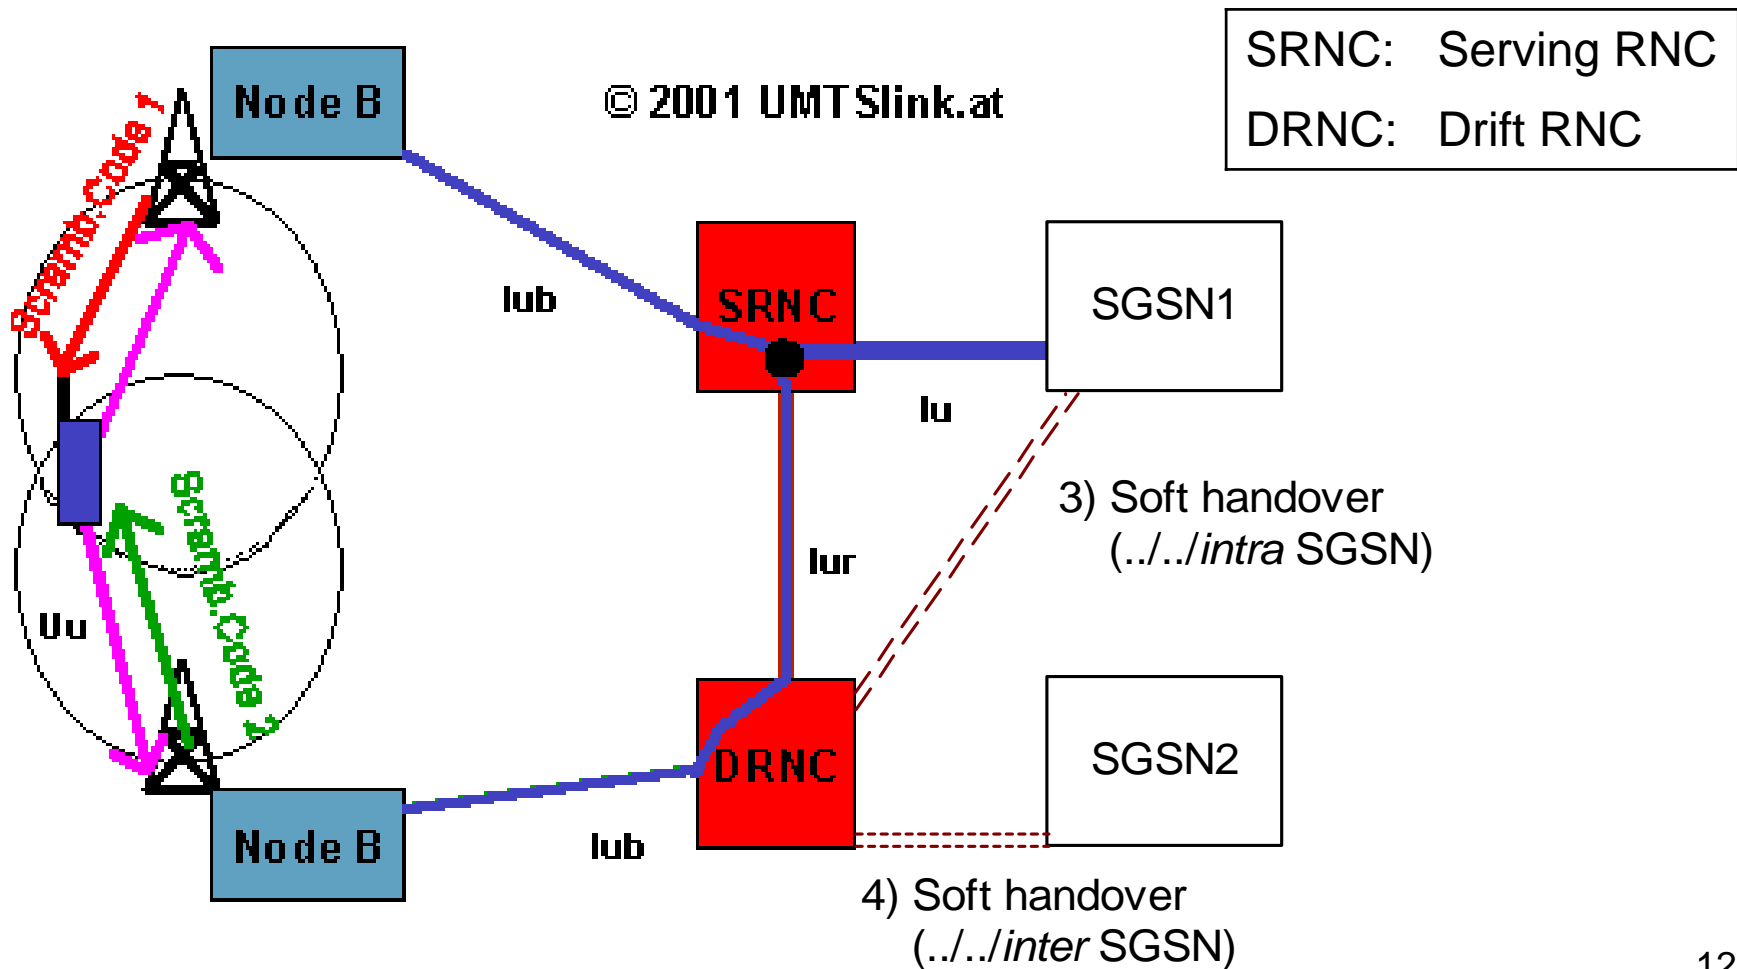 SRNC: Serving RNC
DRNC: Drift RNC
© 2001 UMTSlink.at
Node B
Scramb.Code 1
Iub
SRNC
SGSN1
Iu
3) Soft handover
(../../intra SGSN)
Scramb.Code 2
Iur
Uu
DRNC
SGSN2
Node B
Iub
4) Soft handover
(../../inter SGSN)
12